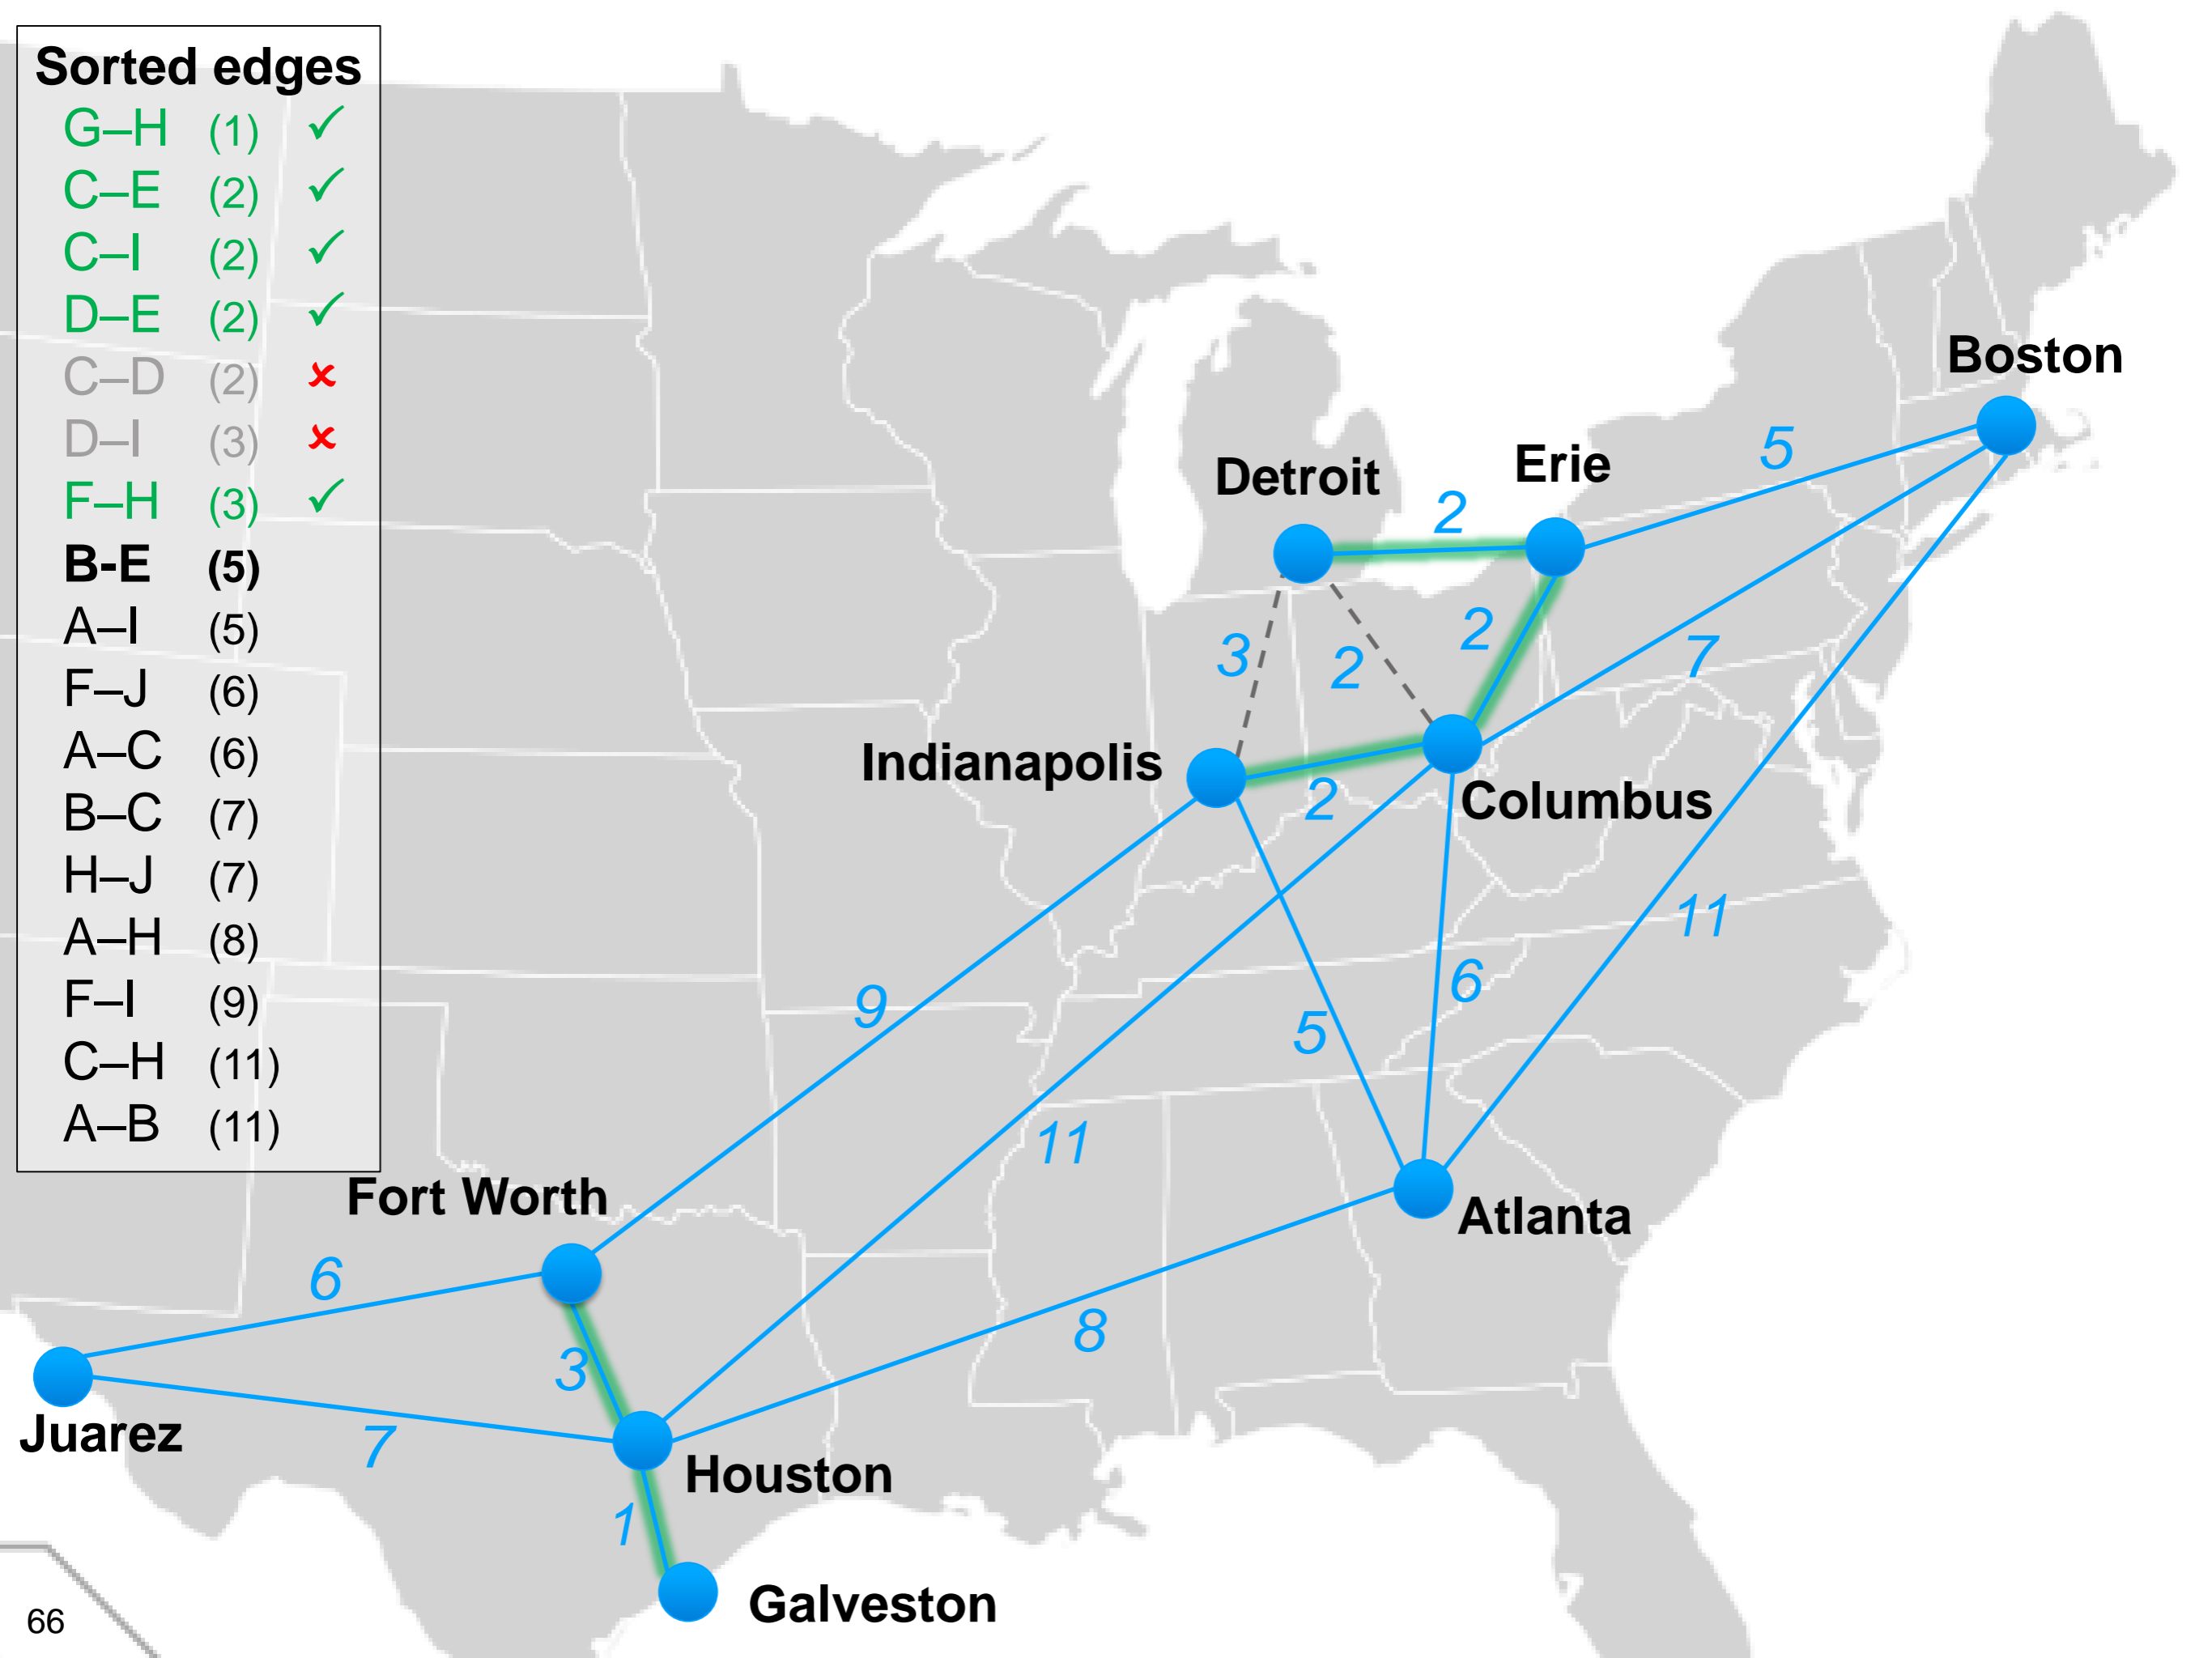 Sorted edges
G–H (1) ✓
C–E (2) ✓
C–I (2) ✓
D–E (2) ✓
C–D (2) ✘
D–I (3) ✘
F–H (3) ✓
B-E (5)
A–I (5)
F–J (6)
A–C (6)
B–C (7)
H–J (7)
A–H (8)
F–I (9)
C–H (11)
A–B (11)
Boston
5
Erie
Detroit
2
2
3
2
7
Indianapolis
2
Columbus
11
6
9
5
11
Fort Worth
Atlanta
6
8
3
Juarez
7
Houston
1
Galveston
66